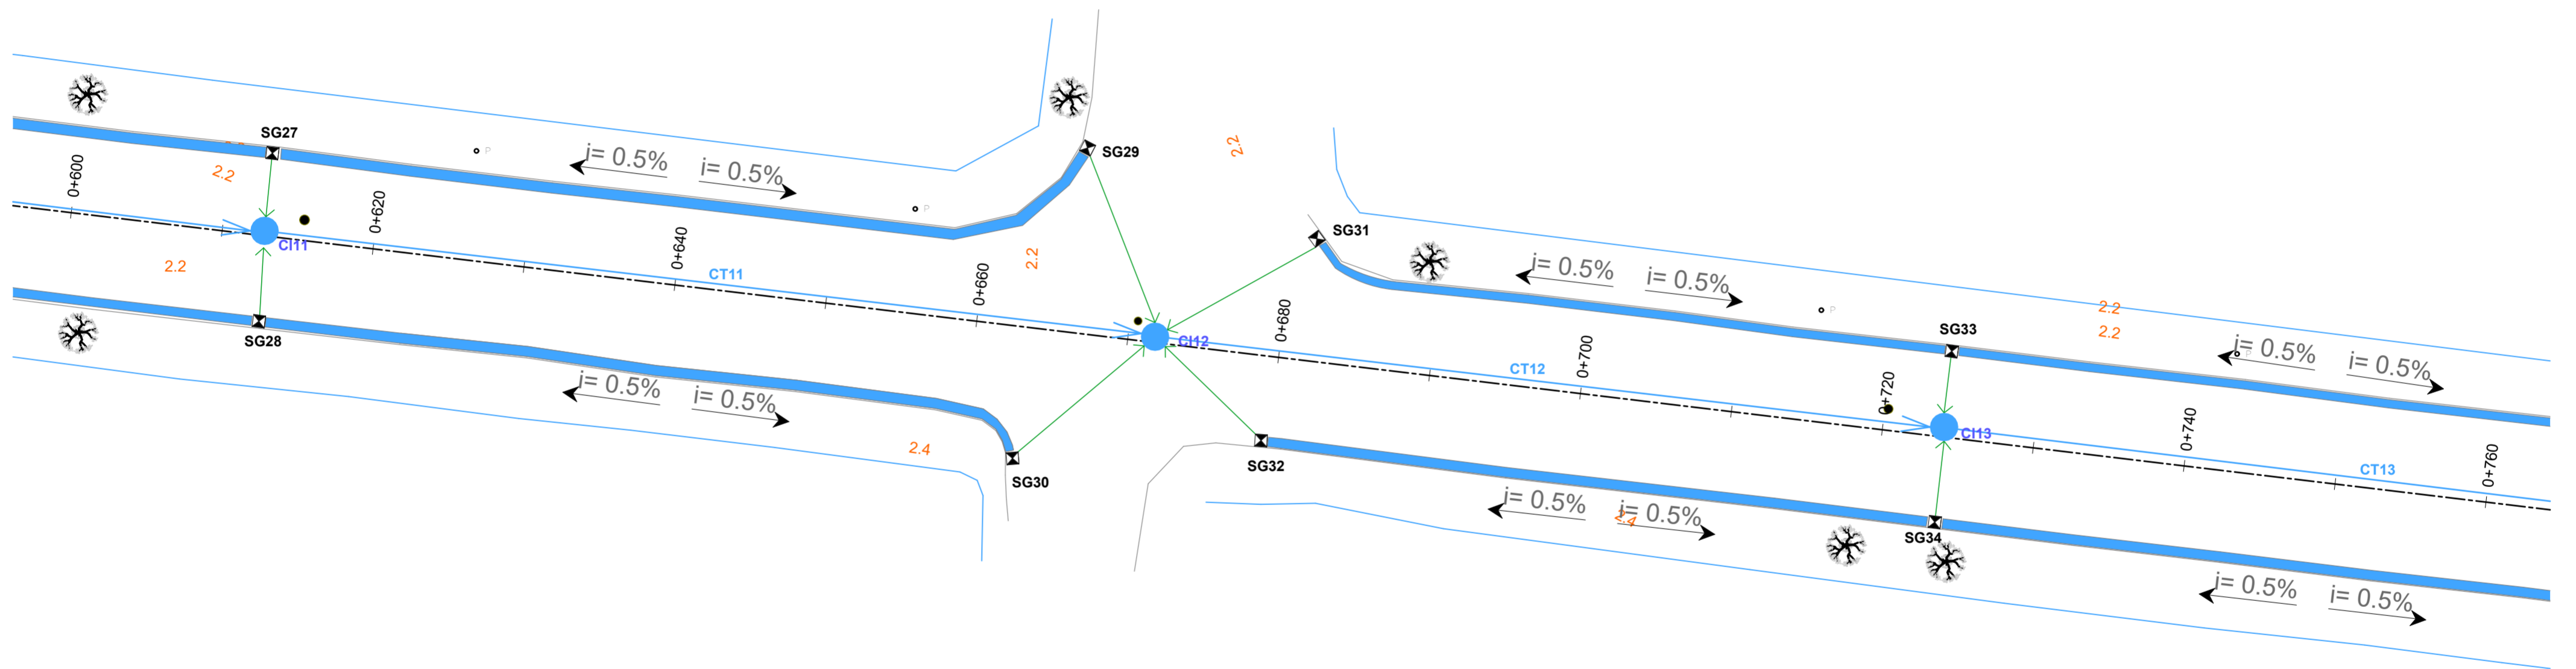 SG27
0+600
2.2
CI11
2.2
SG28
0+620
P
i= 0.5%
i= 0.5%
0+640
CT11
P
i= 0.5%
i= 0.5%
2.4
0+660
2.2
SG29
SG30
2.2
CI12
SG31
SG32
0+680
i= 0.5%
i= 0.5%
CT12
0+700
P
i= 0.5%
i= 0.5%
2.4
0+720
SG33
CI13
SG34
2.2
2.2
i= 0.5%
i= 0.5%
0+740
CT13
0+760
i= 0.5%
i= 0.5%